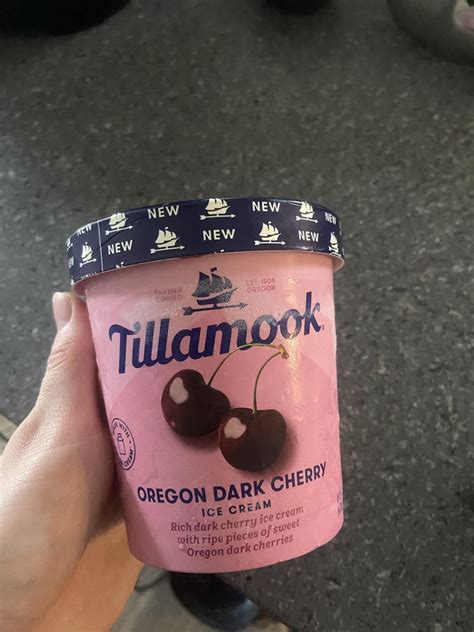 NEW
NEW
NEW
NEW
NEW
NEW
FARMER OWNED
EST. 1909 OREGON
Tillamook
OREGON DARK CHERRY
ICE CREAM
Rich dark cherry ice cream
with ripe pieces of sweet
Oregon dark cherries